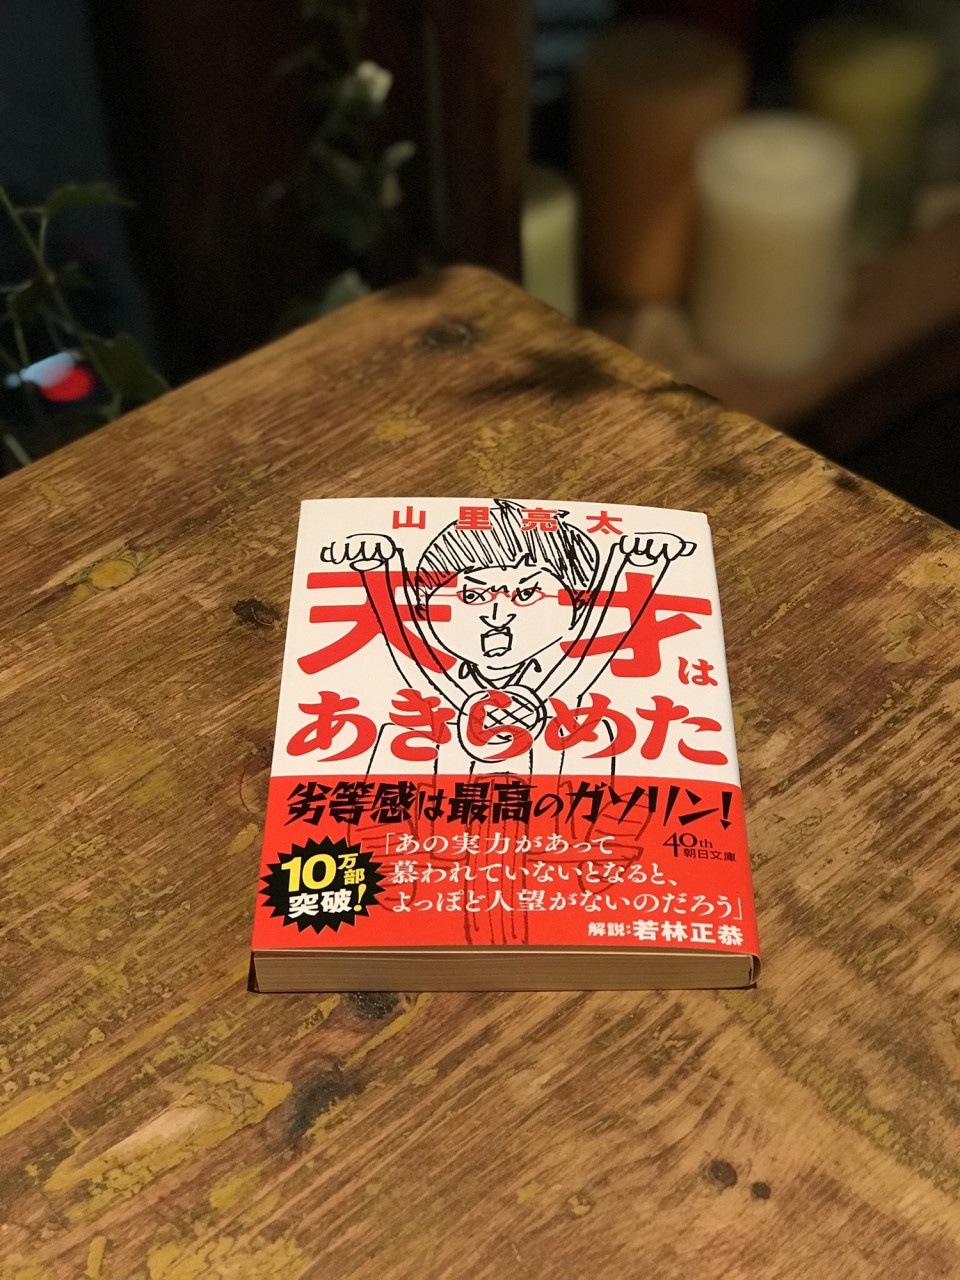 山里亮太
天才は
あきらめた
劣等感は最高のガソリン!
10万部
突破!
「あの実力があって
慕われていないとなると、
よっぽど人望がないのだろう」
40th
朝日文庫
解説:若林正恭